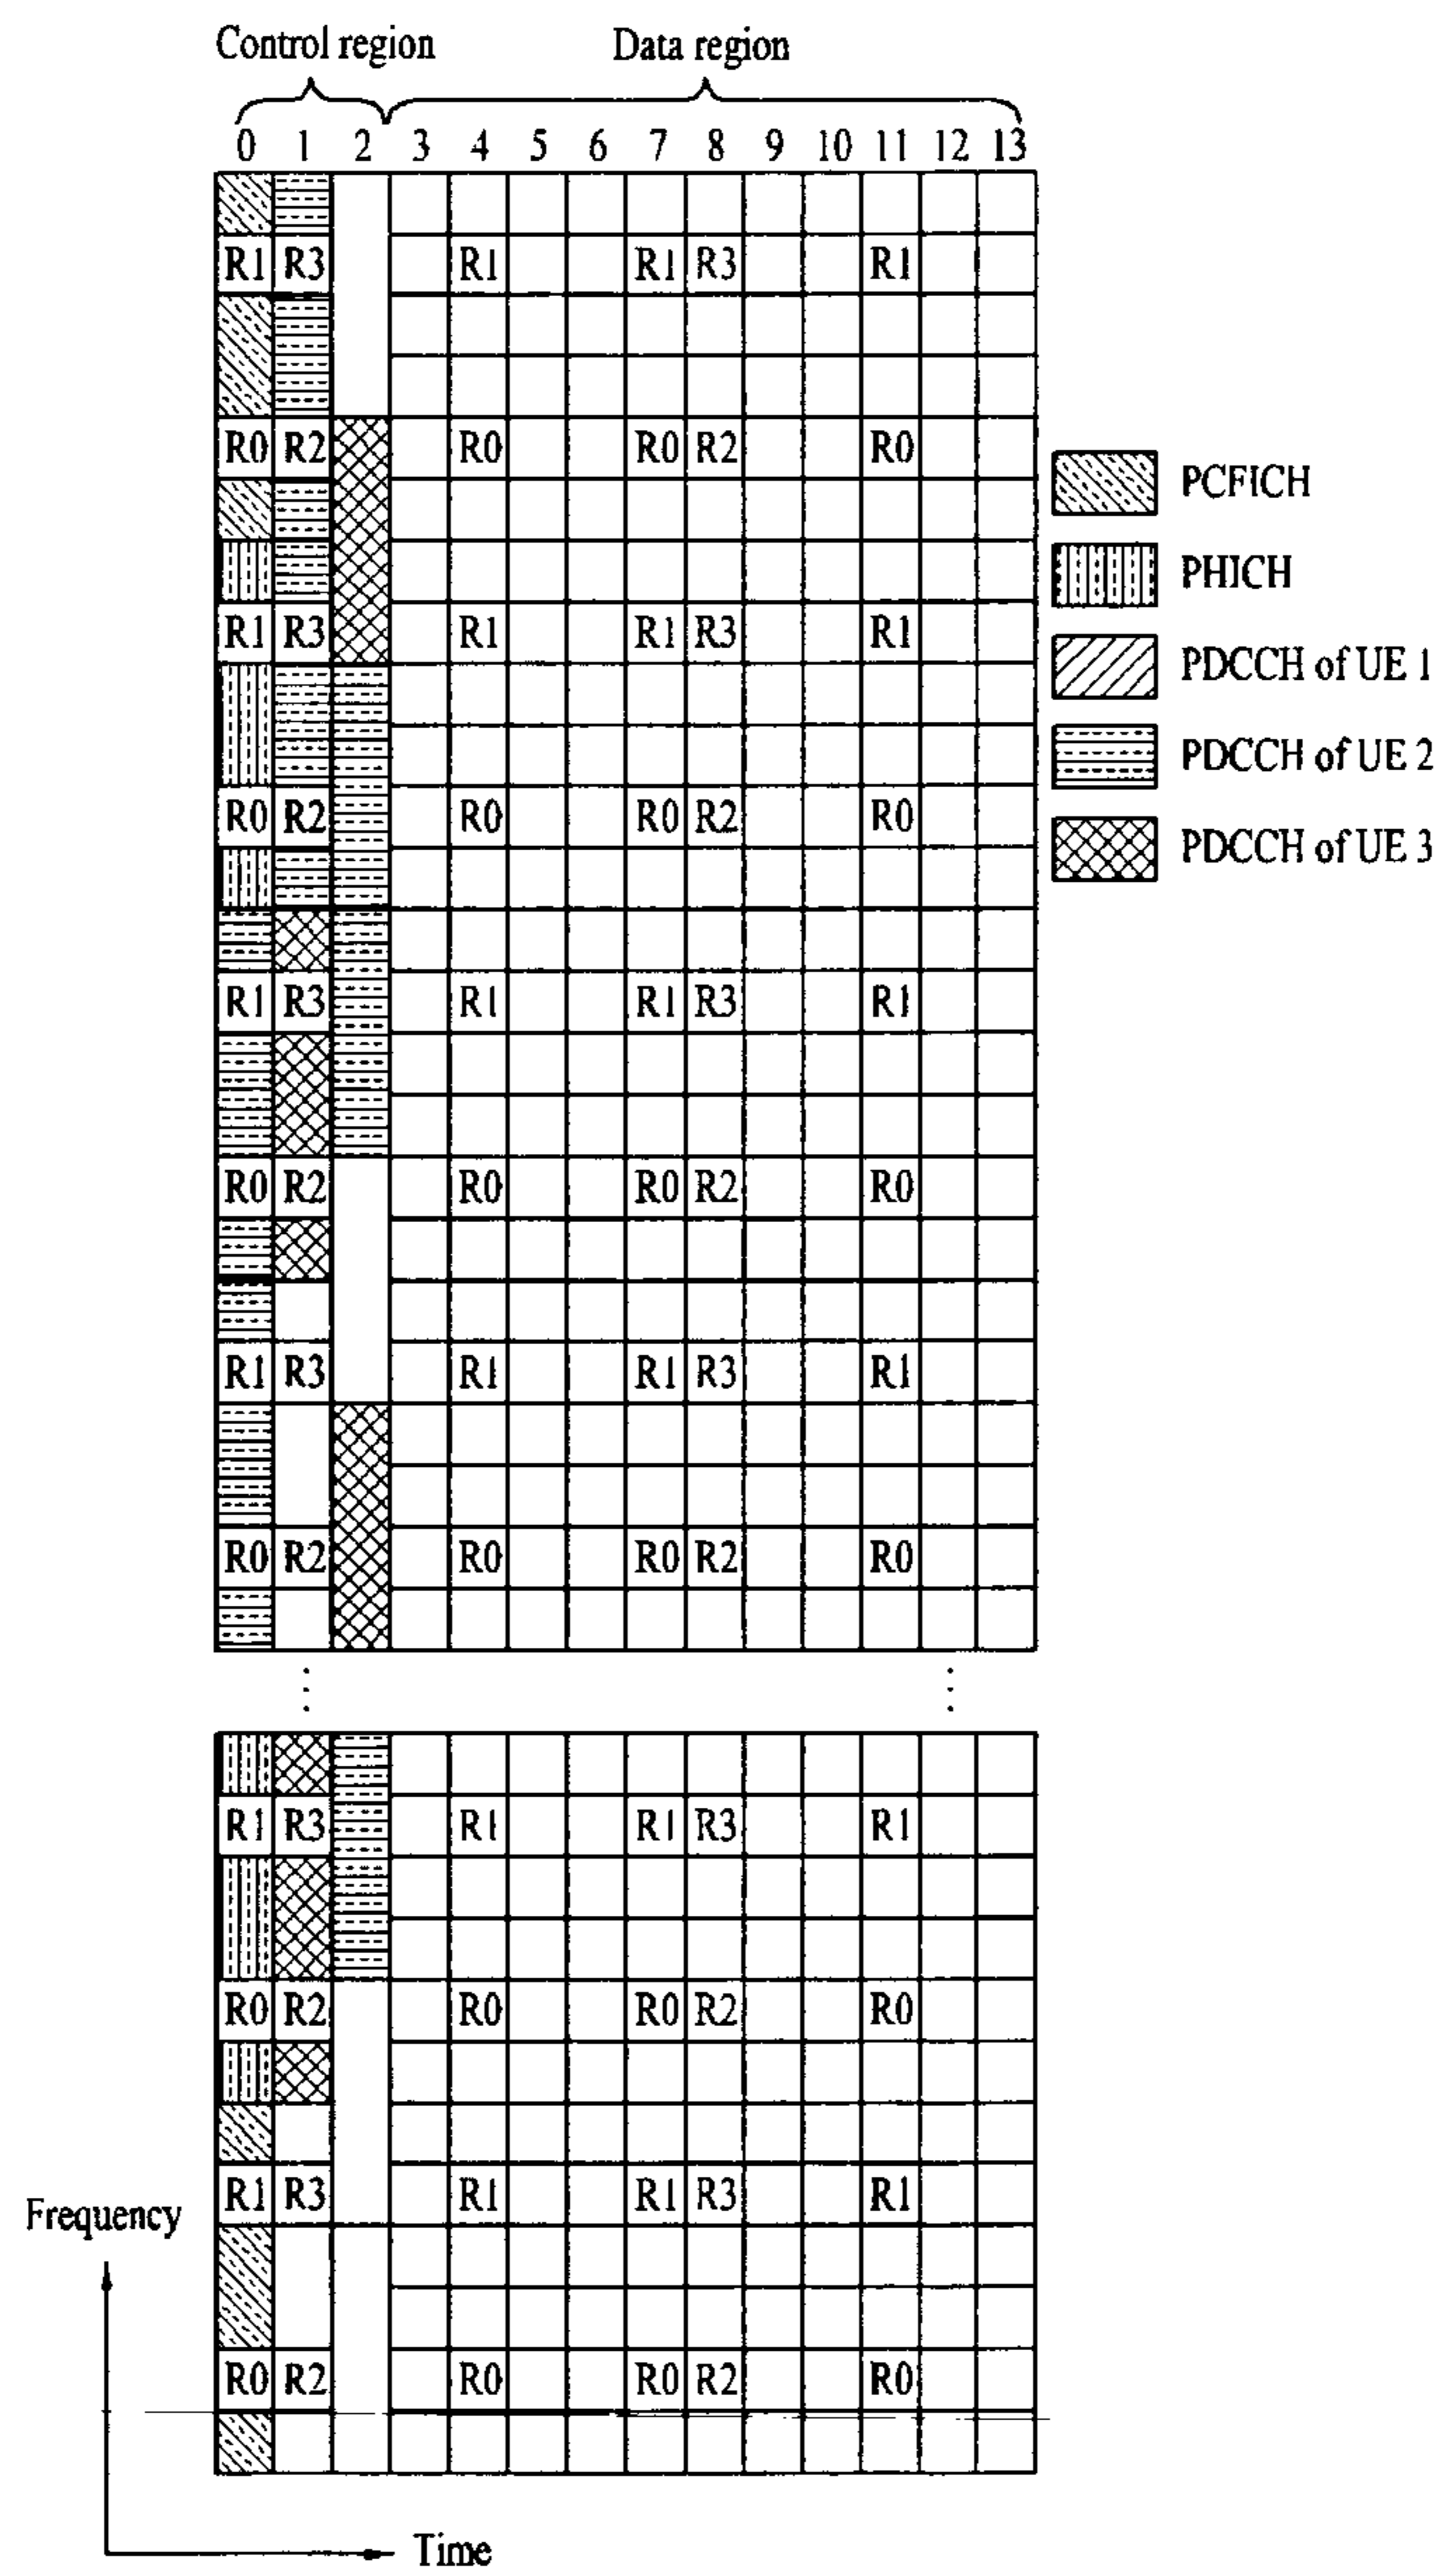 Control region Data region
0 1 2 3 4 5 6 7 8 9 10 11 12 13
R1 R3 R1 R1 R3 R1
R0 R2 R0 R0 R2 R0
PCFICH
PHICH
R1 R3 R1 R1 R3 R1
PDCCH of UE 1
PDCCH of UE 2
R0 R2 R0 R0 R2 R0
PDCCH of UE 3
R1 R3 R1 R1 R3 R1
R0 R2 R0 R0 R2 R0
R1 R3 R1 R1 R3 R1
R0 R2 R0 R0 R2 R0
R1 R3 R1 R1 R3 R1
R0 R2 R0 R0 R2 R0
R1 R3 R1 R1 R3 R1
Frequency
R0 R2 R0 R0 R2 R0
Time